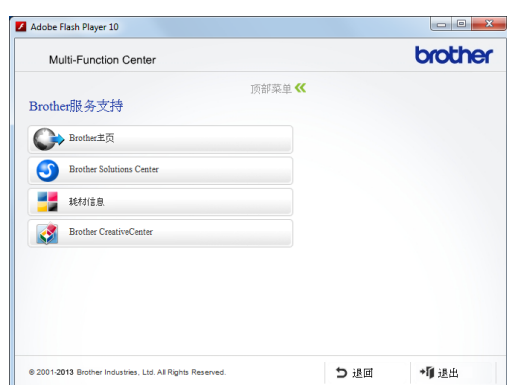 Adobe Flash Player 10
Multi-Function Center
brother
顶部菜单
Brother服务支持
Brother主页
Brother Solutions Center
耗材信息
Brother CreativeCenter
© 2001-2013 Brother Industries, Ltd. All Rights Reserved.
退回
退出